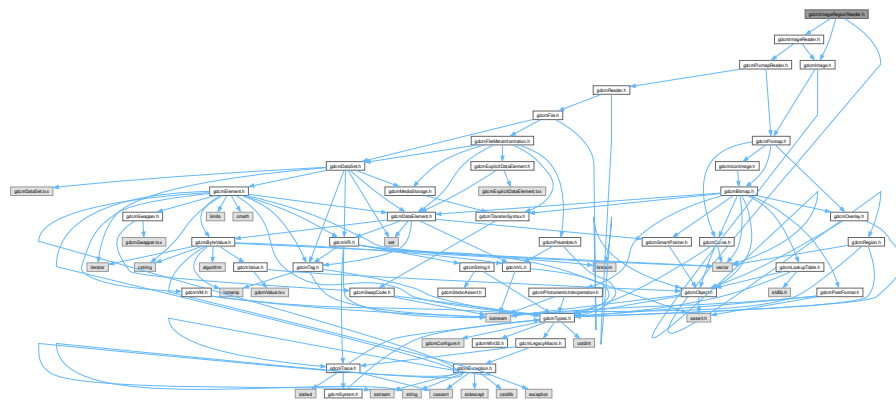 gdcmImageRegionReader.h
gdcmImageReader.h
gdcmPixmapReader.h
gdcmImage.h
gdcmReader.h
gdcmFile.h
gdcmFileMetaInformation.h
gdcmPixmap.h
gdcmDataSet.h
gdcmExplicitDataElement.h
gdcmIconImage.h
gdcmDataSet.txx
gdcmElement.h
gdcmMediaStorage.h
gdcmExplicitDataElement.txx
gdcmBitmap.h
gdcmSwapper.h
limits
cmath
gdcmDataElement.h
gdcmTransferSyntax.h
gdcmOverlay.h
gdcmSwapper.txx
gdcmByteValue.h
gdcmVR.h
set
gdcmPreamble.h
gdcmSmartPointer.h
gdcmCurve.h
gdcmRegion.h
iterator
cstring
algorithm
gdcmValue.h
gdcmTag.h
gdcmString.h
gdcmVL.h
fstream
vector
gdcmLookupTable.h
gdcmVM.h
iomanip
gdcmValue.txx
gdcmSwapCode.h
gdcmStaticAssert.h
gdcmPhotometricInterpretation.h
gdcmObject.h
stdlib.h
gdcmPixelFormat.h
iostream
gdcmTypes.h
assert.h
gdcmConfigure.h
gdcmWin32.h
gdcmLegacyMacro.h
cstdint
gdcmTrace.h
gdcmException.h
iosfwd
gdcmSystem.h
sstream
string
cassert
stdexcept
cstdlib
exception